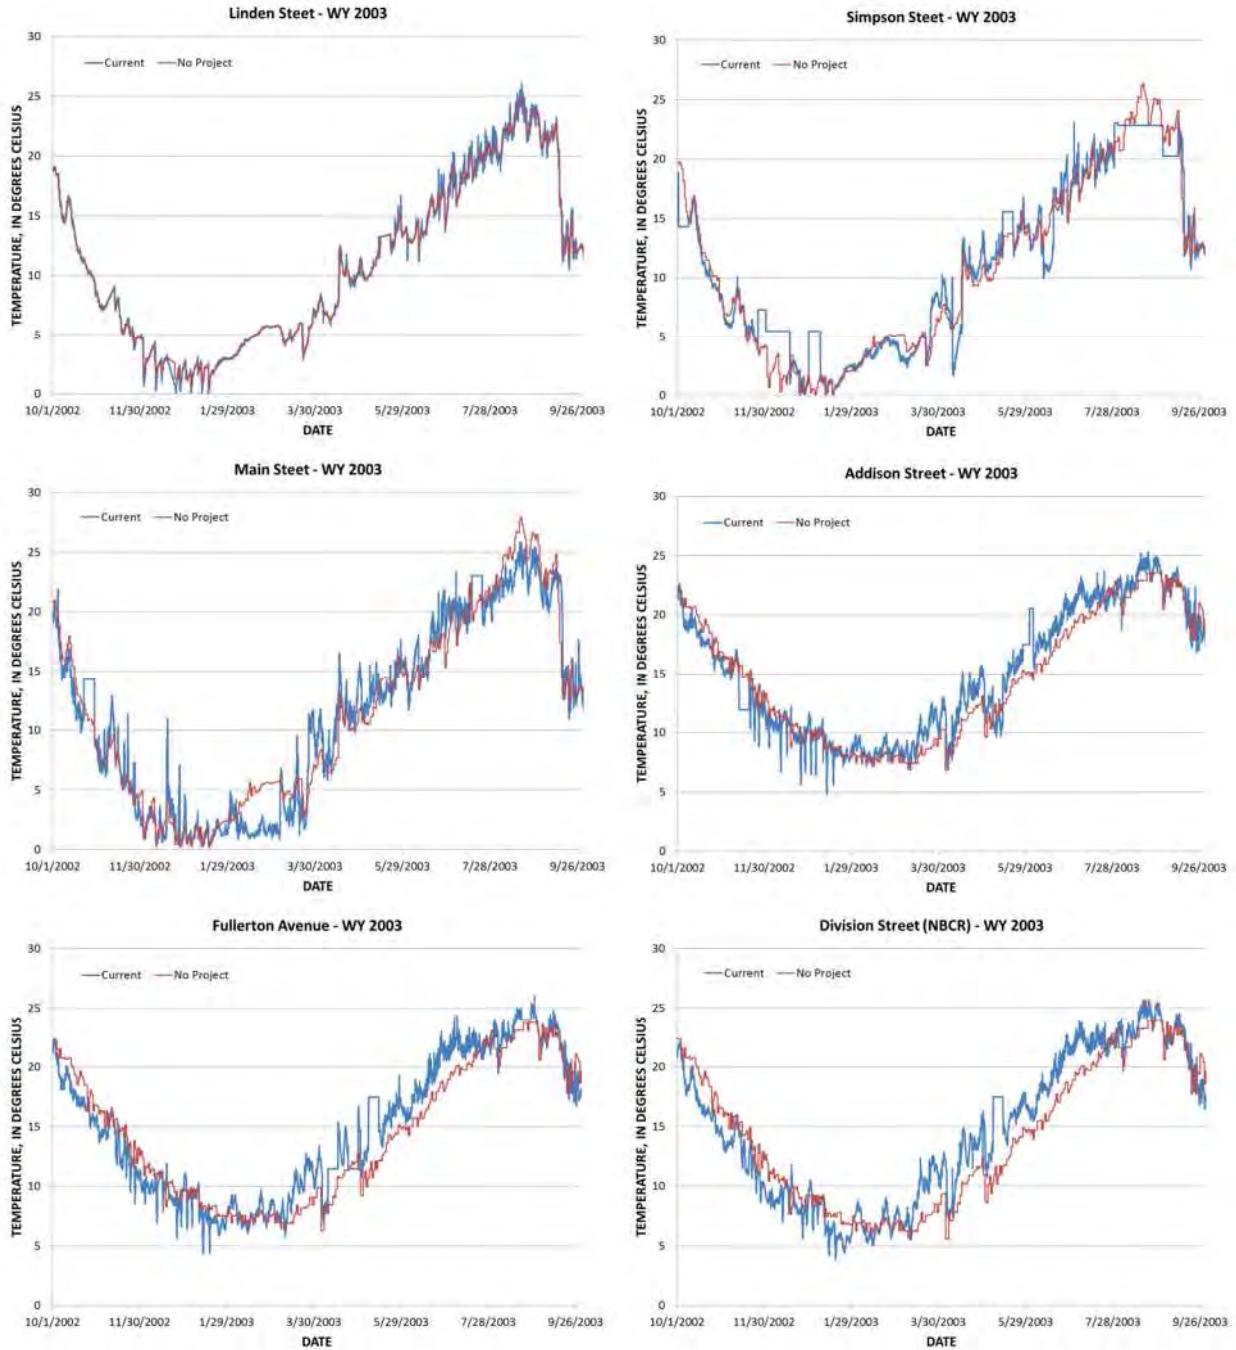 Linden Steet - WY 2003
TEMPERATURE, IN DEGREES CELSIUS
30
25
20
15
10
5
0
Current No Project
10/1/2002 11/30/2002 1/29/2003 3/30/2003 5/29/2003 7/28/2003 9/26/2003
DATE
Simpson Steet - WY 2003
TEMPERATURE, IN DEGREES CELSIUS
30
25
20
15
10
5
0
Current No Project
10/1/2002 11/30/2002 1/29/2003 3/30/2003 5/29/2003 7/28/2003 9/26/2003
DATE
Main Steet - WY 2003
TEMPERATURE, IN DEGREES CELSIUS
30
25
20
15
10
5
0
Current No Project
10/1/2002 11/30/2002 1/29/2003 3/30/2003 5/29/2003 7/28/2003 9/26/2003
DATE
Addison Street - WY 2003
TEMPERATURE, IN DEGREES CELSIUS
30
25
20
15
10
5
0
Current No Project
10/1/2002 11/30/2002 1/29/2003 3/30/2003 5/29/2003 7/28/2003 9/26/2003
DATE
Fullerton Avenue - WY 2003
TEMPERATURE, IN DEGREES CELSIUS
30
25
20
15
10
5
0
Current No Project
10/1/2002 11/30/2002 1/29/2003 3/30/2003 5/29/2003 7/28/2003 9/26/2003
DATE
Division Street (NBCR) - WY 2003
TEMPERATURE, IN DEGREES CELSIUS
30
25
20
15
10
5
0
Current No Project
10/1/2002 11/30/2002 1/29/2003 3/30/2003 5/29/2003 7/28/2003 9/26/2003
DATE